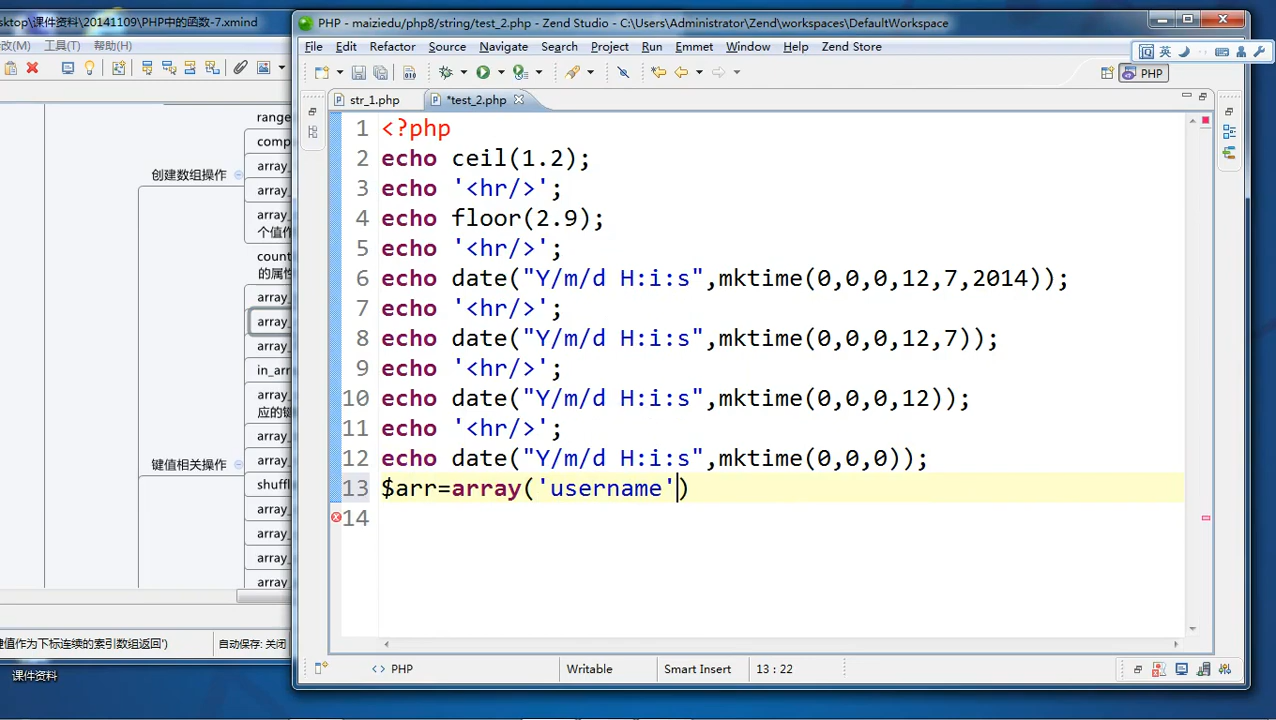 sktop\课件资料\20141109\PHP中的函数-7.xmind
改(M) 工具(T) 帮助(H)
range
comp
创建数组操作
array_
array_
array_
个值作
count
的属性
array_
array_
array_
in_arr
array_
应的键
array_
键值相关操作
array_
shuffl
array_
array_
array_
array_
键值作为下标连续的索引数组返回')
自动保存: 关闭
课件资料
PHP - maiziedu/php8/string/test_2.php - Zend Studio - C:\Users\Administrator\Zend\workspaces\DefaultWorkspace
File Edit Refactor Source Navigate Search Project Run Emmet Window Help Zend Store
英
PHP
str_1.php *test_2.php
1 <?php
2 echo ceil(1.2);
3 echo '<hr/>';
4 echo floor(2.9);
5 echo '<hr/>';
6 echo date("Y/m/d H:i:s",mktime(0,0,0,12,7,2014));
7 echo '<hr/>';
8 echo date("Y/m/d H:i:s",mktime(0,0,0,12,7));
9 echo '<hr/>';
10 echo date("Y/m/d H:i:s",mktime(0,0,0,12));
11 echo '<hr/>';
12 echo date("Y/m/d H:i:s",mktime(0,0,0));
13 $arr=array('username')
14
<> PHP
Writable
Smart Insert
13 : 22